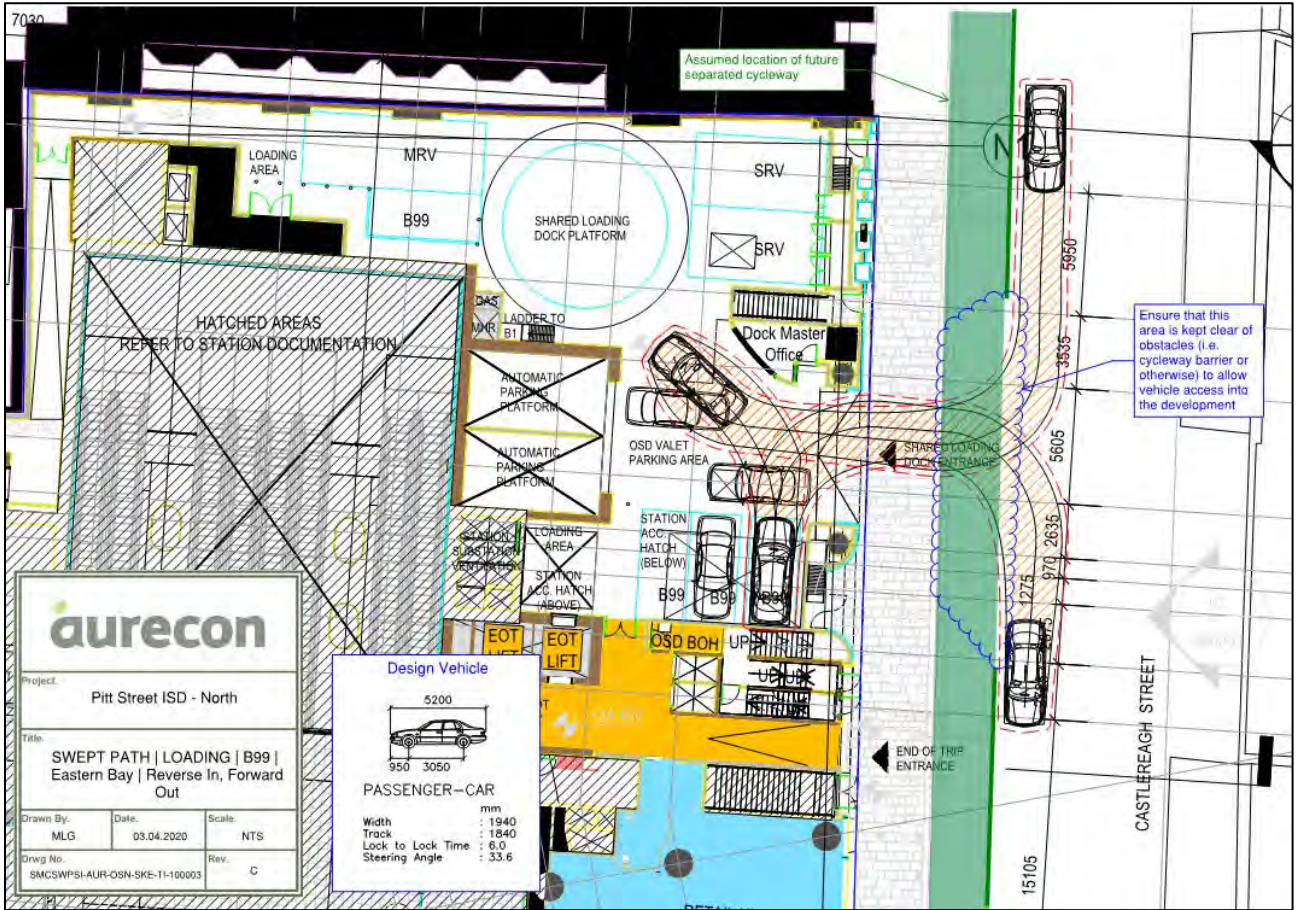 7030
Assumed location of future
separated cycleway
N
LOADING
AREA
MRV
B99
SHARED LOADING
DOCK PLATFORM
SRV
SRV
5950
Ensure that this
area is kept clear of
obstacles (i.e.
cycleway barrier or
otherwise) to allow
vehicle access into
the development
HATCHED AREAS
REFER TO STATION DOCUMENTATION
GAS
MNR
LADDER TO
B1
Dock Master
Office
3535
AUTOMATIC
PARKING
PLATFORM
AUTOMATIC
PARKING
PLATFORM
OSD VALET
PARKING AREA
SHARED LOADING
DOCK ENTRANCE
5605
STATION
SUBSTATION
VENTILATION
LOADING
AREA
STATION
ACC. HATCH
(ABOVE)
STATION
ACC.
HATCH
(BELOW)
B99
B99
B99
2635
970
1275
EOT
LIFT
EOT
LIFT
OSD BOH
UP
END OF TRIP
ENTRANCE
CASTLEREAGH STREET
15105
aurecon
Project.
Pitt Street ISD - North
Title.
SWEPT PATH | LOADING | B99 |
Eastern Bay | Reverse In, Forward
Out
Drawn By.
MLG
Date.
03.04.2020
Scale.
NTS
Drwg No.
SMCSWPSI-AUR-OSN-SKE-TI-100003
Rev.
C
Design Vehicle
5200
950 3050
PASSENGER-CAR
mm
Width : 1940
Track : 1840
Lock to Lock Time : 6.0
Steering Angle : 33.6